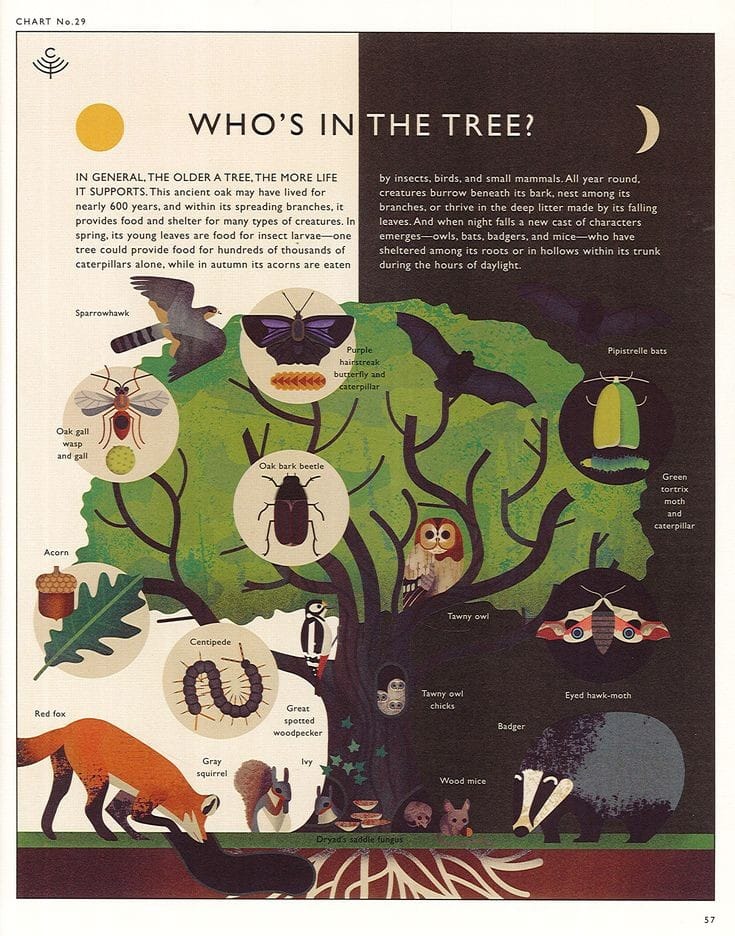 CHART No.29
WHO'S IN THE TREE?
IN GENERAL, THE OLDER A TREE, THE MORE LIFE
IT SUPPORTS. This ancient oak may have lived for
nearly 600 years, and within its spreading branches, it
provides food and shelter for many types of creatures. In
spring, its young leaves are food for insect larvae—one
tree could provide food for hundreds of thousands of
caterpillars alone, while in autumn its acorns are eaten
by insects, birds, and small mammals. All year round,
creatures burrow beneath its bark, nest among its
branches, or thrive in the deep litter made by its falling
leaves. And when night falls a new cast of characters
emerges—owls, bats, badgers, and mice—who have
sheltered among its roots or in hollows within its trunk
during the hours of daylight.
Sparrowhawk
Purple
hairstreak
butterfly and
caterpillar
Pipistrelle bats
Oak gall
wasp
and gall
Oak bark beetle
Green
tortrix
moth
and
caterpillar
Acorn
Tawny owl
Centipede
Tawny owl
chicks
Eyed hawk-moth
Great
spotted
woodpecker
Red fox
Badger
Gray
squirrel
Ivy
Wood mice
Dryad's saddle fungus
57